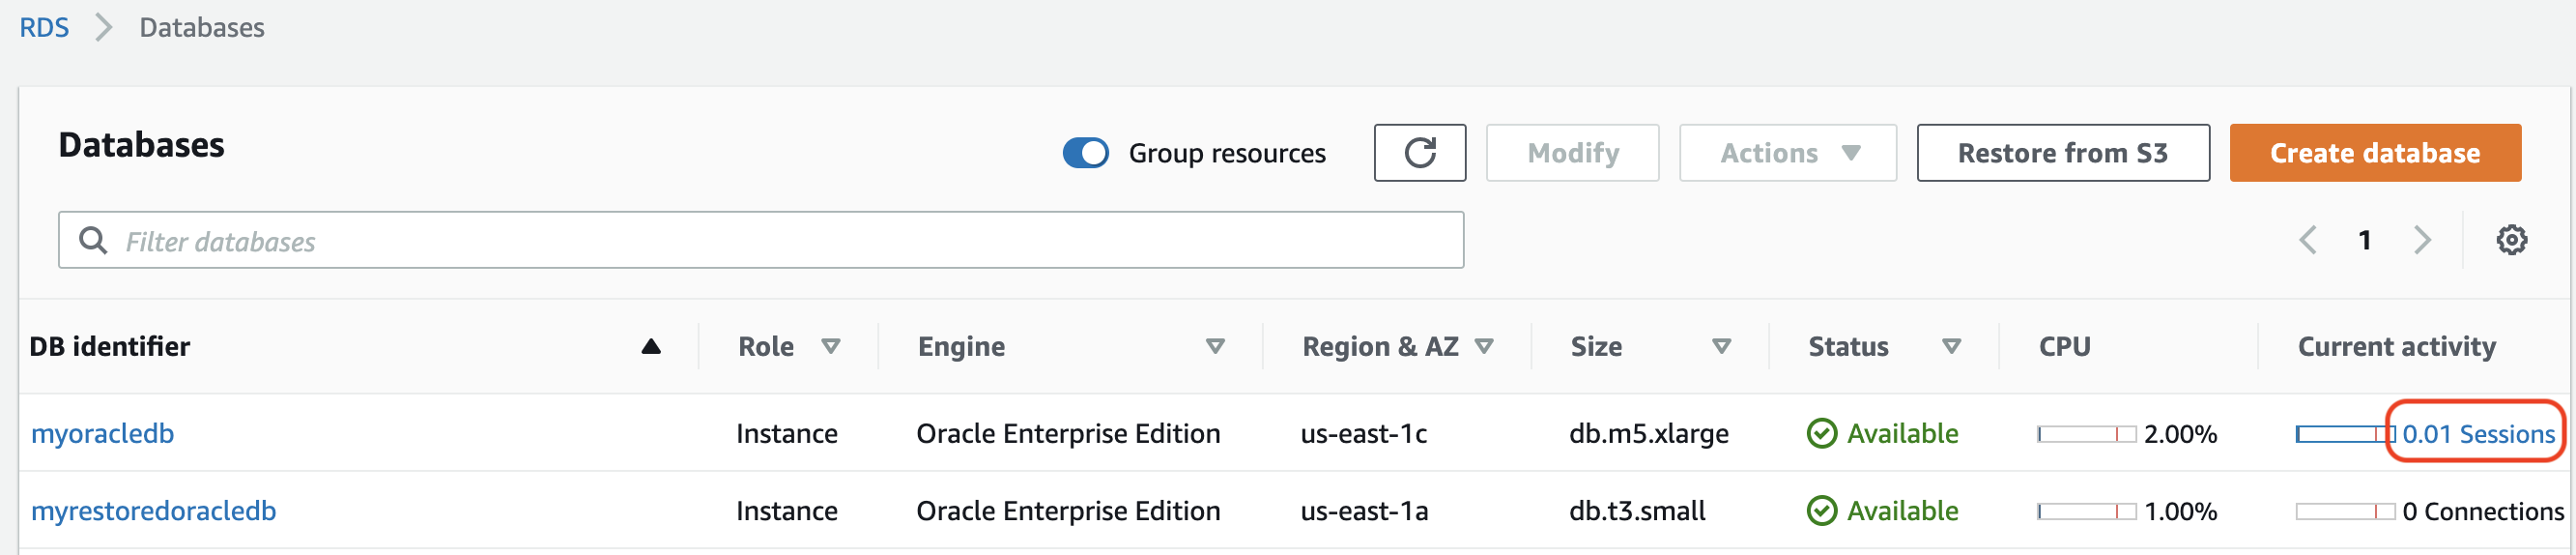 RDS > Databases
Databases
Group resources
Modify
Actions
Restore from S3
Create database
Filter databases
1
DB identifier Role Engine Region & AZ Size Status CPU Current activity
myoracledb Instance Oracle Enterprise Edition us-east-1c db.m5.xlarge Available 2.00% 0.01 Sessions
myrestoredoracledb Instance Oracle Enterprise Edition us-east-1a db.t3.small Available 1.00% 0 Connections